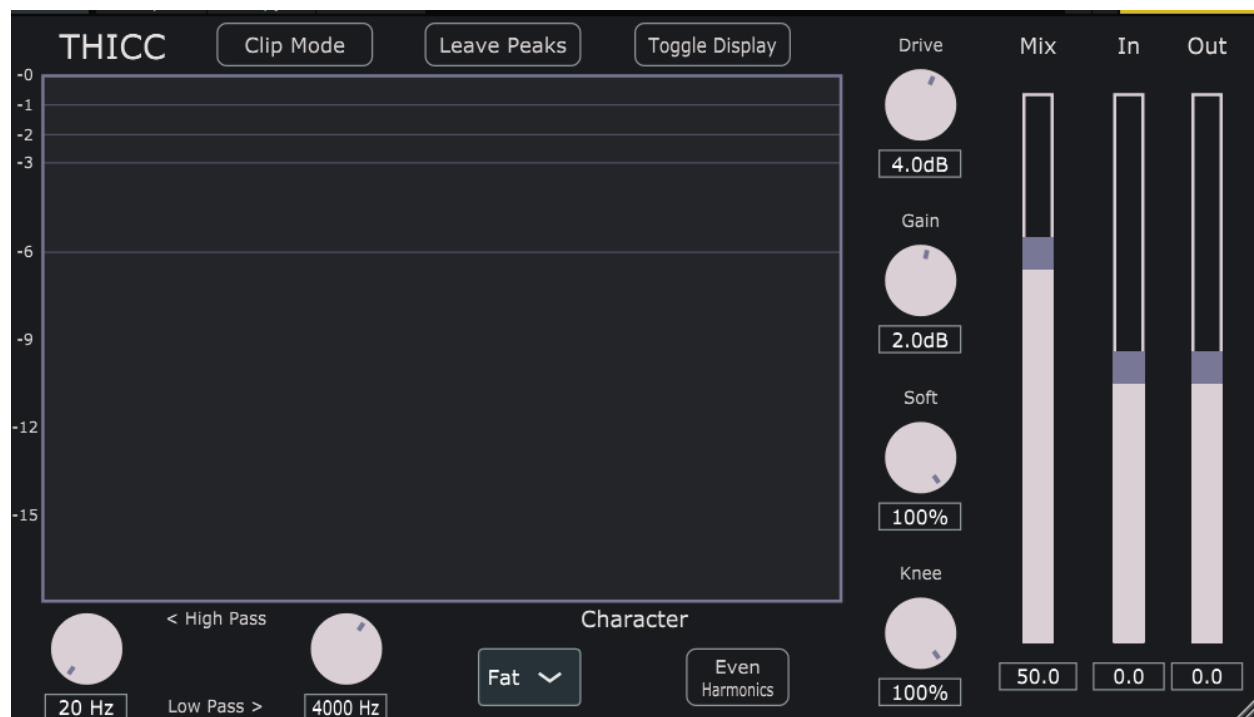 THICC
Clip Mode
Leave Peaks
Toggle Display
Drive
Mix
In
Out
-0
-1
-2
-3
-6
-9
-12
-15
4.0dB
Gain
2.0dB
Soft
100%
Knee
100%
50.0
0.0
0.0
< High Pass
Low Pass >
20 Hz
4000 Hz
Character
Fat
Even
Harmonics